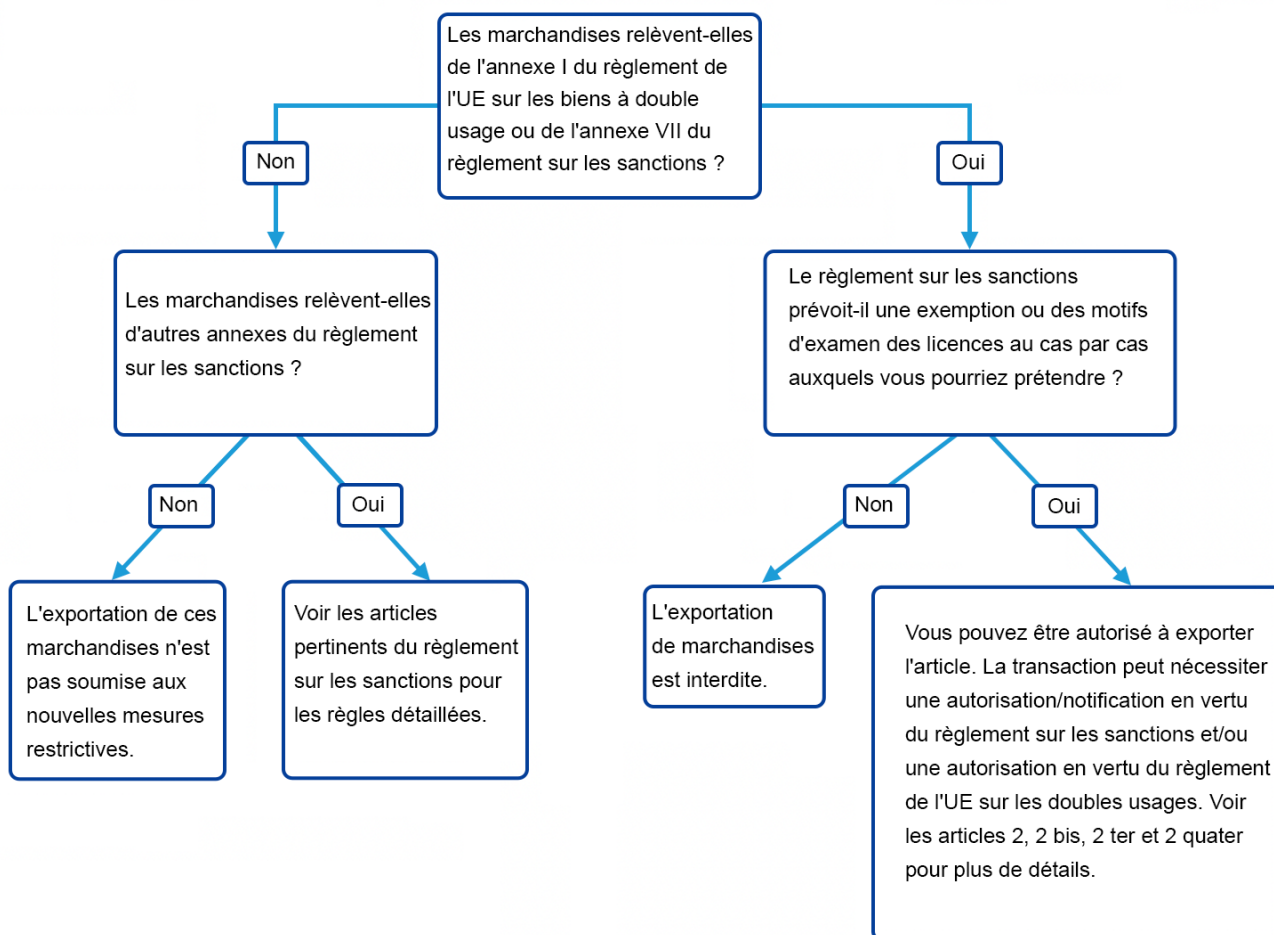 Les marchandises relèvent-elles
de l'annexe I du règlement de
l'UE sur les biens à double
usage ou de l'annexe VII du
règlement sur les sanctions ?
Non
Oui
Les marchandises relèvent-elles
d'autres annexes du règlement
sur les sanctions ?
Le règlement sur les sanctions
prévoit-il une exemption ou des motifs
d'examen des licences au cas par cas
auxquels vous pourriez prétendre ?
Non
Oui
Non
Oui
L'exportation de ces
marchandises n'est
pas soumise aux
nouvelles mesures
restrictives.
Voir les articles
pertinents du règlement
sur les sanctions pour
les règles détaillées.
L'exportation
de marchandises
est interdite.
Vous pouvez être autorisé à exporter
l'article. La transaction peut nécessiter
une autorisation/notification en vertu
du règlement sur les sanctions et/ou
une autorisation en vertu du règlement
de l'UE sur les doubles usages. Voir
les articles 2, 2 bis, 2 ter et 2 quater
pour plus de détails.